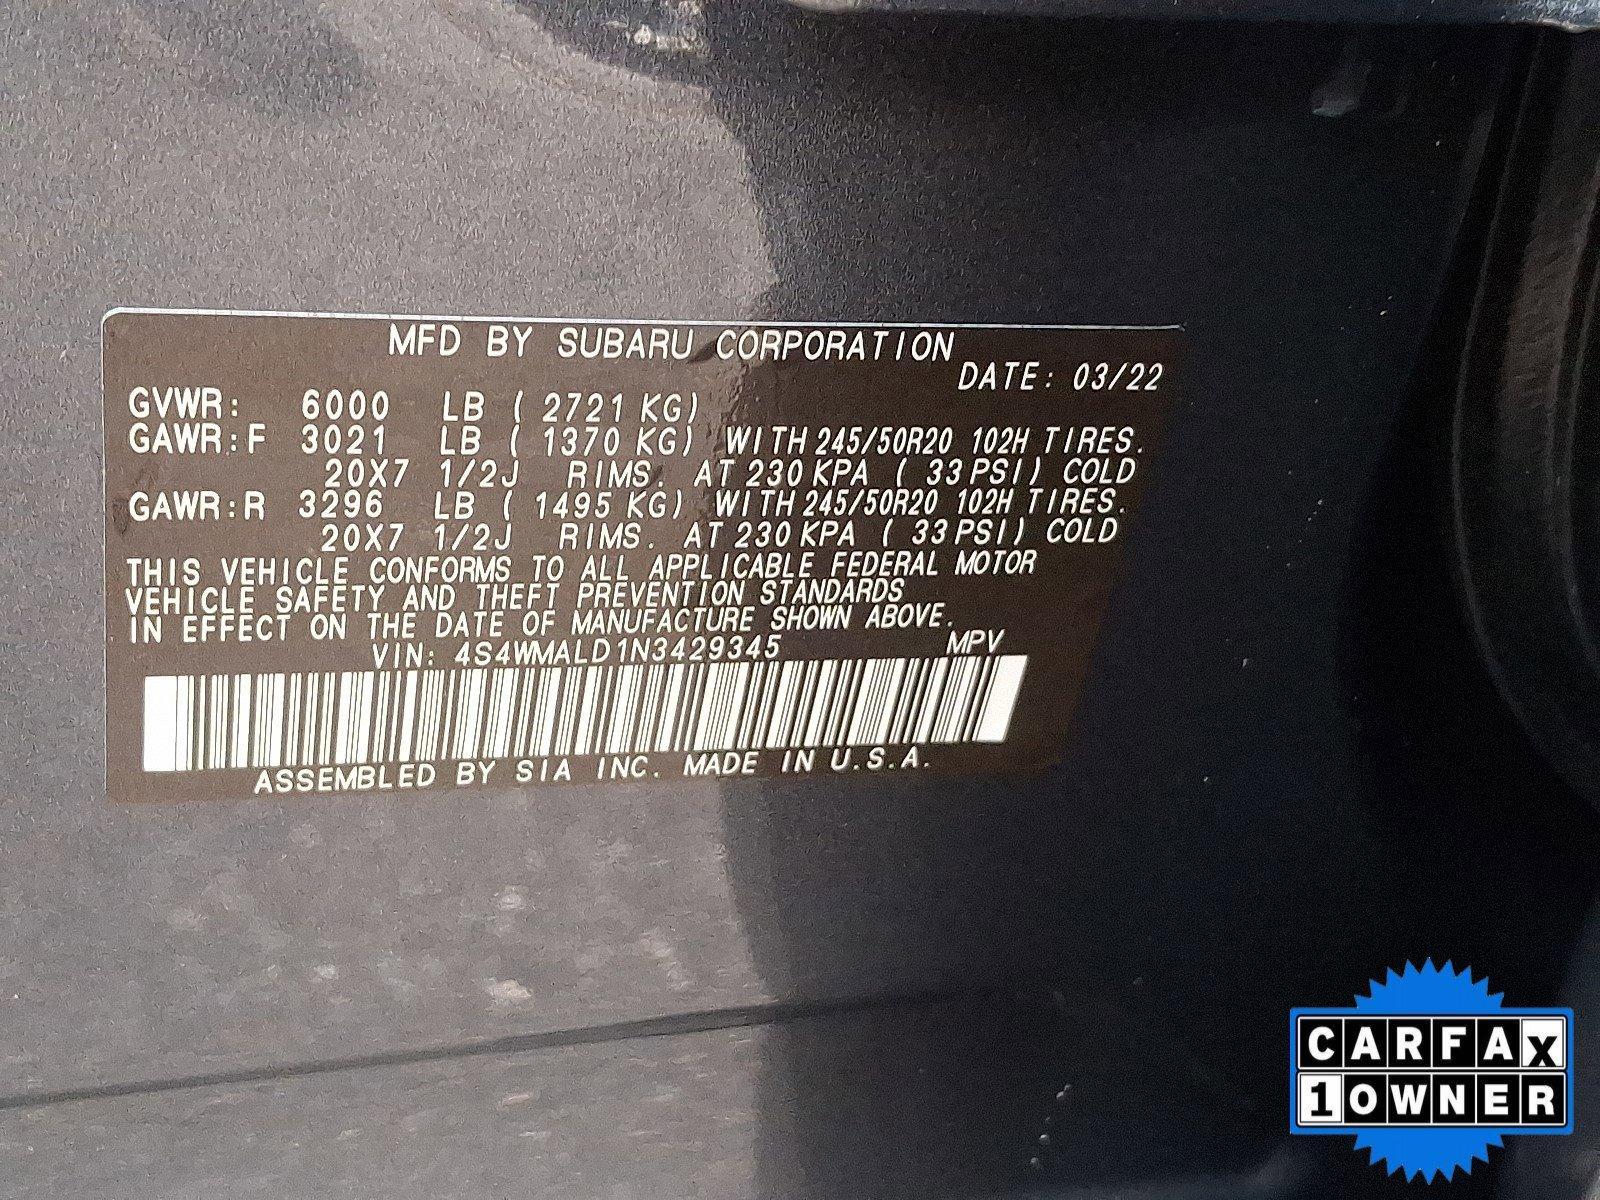 MFD BY SUBARU CORPORATION
DATE: 03/22
GVWR: 6000 LB ( 2721 KG)
GAWR:F 3021 LB ( 1370 KG) WITH 245/50R20 102H TIRES.
20X7 1/2J RIMS. AT 230 KPA ( 33 PSI) COLD
GAWR:R 3296 LB ( 1495 KG) WITH 245/50R20 102H TIRES.
20X7 1/2J RIMS. AT 230 KPA ( 33 PSI) COLD
THIS VEHICLE CONFORMS TO ALL APPLICABLE FEDERAL MOTOR
VEHICLE SAFETY AND THEFT PREVENTION STANDARDS
IN EFFECT ON THE DATE OF MANUFACTURE SHOWN ABOVE.
VIN: 4S4WMALD1N3429345 MPV
ASSEMBLED BY SIA INC. MADE IN U.S.A.
CARFAX
1 OWNER